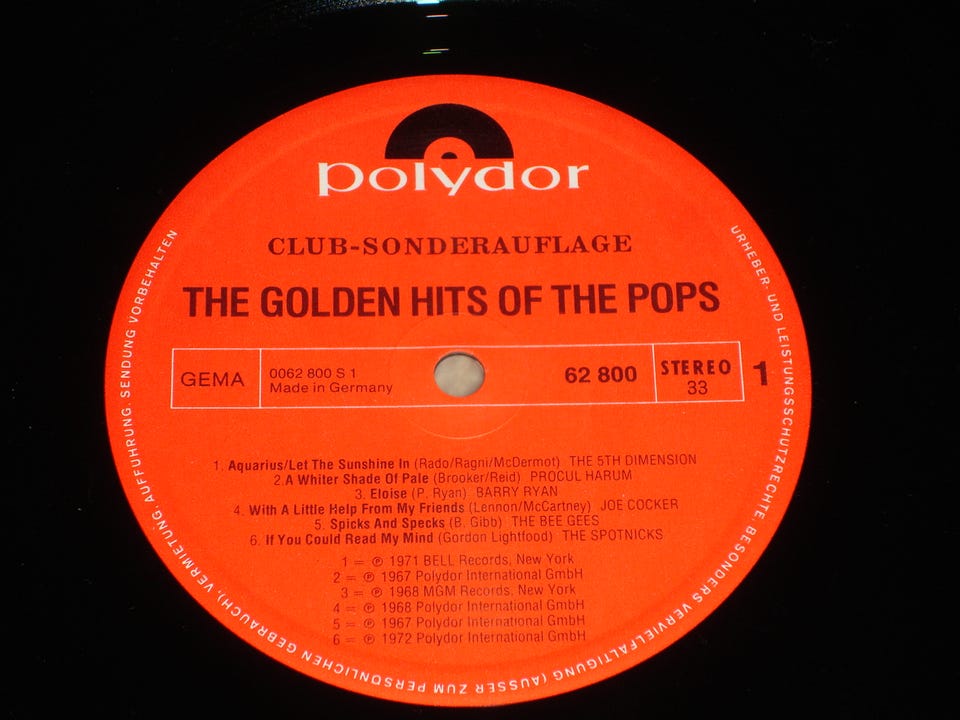 polydor
CLUB-SONDERAUFLAGE
THE GOLDEN HITS OF THE POPS
GEMA
0062 800 S 1
Made in Germany
62 800
STEREO
33
1
1. Aquarius/Let The Sunshine In (Rado/Ragni/McDermot) THE 5TH DIMENSION
2. A Whiter Shade Of Pale (Brooker/Reid) PROCUL HARUM
3. Eloise (P. Ryan) BARRY RYAN
4. With A Little Help From My Friends (Lennon/McCartney) JOE COCKER
5. Spicks And Specks (B. Gibb) THE BEE GEES
6. If You Could Read My Mind (Gordon Lightfood) THE SPOTNICKS
1 = ℗ 1971 BELL Records, New York
2 = ℗ 1967 Polydor International GmbH
3 = ℗ 1968 MGM Records, New York
4 = ℗ 1968 Polydor International GmbH
5 = ℗ 1967 Polydor International GmbH
6 = ℗ 1972 Polydor International GmbH
URHEBER- UND LEISTUNGSSCHUTZRECHTE, BESONDERS VERVIELFÄLTIGUNG (AUSSER ZUM PERSÖNLICHEN GEBRAUCH), VERMIETUNG, AUFFÜHRUNG, SENDUNG VORBEHALTEN